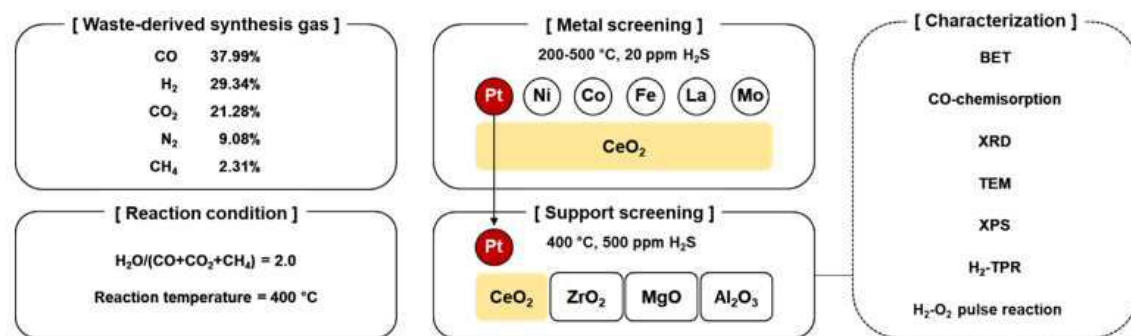 [ Waste-derived synthesis gas ]
CO 37.99%
H₂ 29.34%
CO₂ 21.28%
N₂ 9.08%
CH₄ 2.31%
[ Reaction condition ]
H₂O/(CO+CO₂+CH₄) = 2.0
Reaction temperature = 400 °C
[ Metal screening ]
200-500 °C, 20 ppm H₂S
Pt Ni Co Fe La Mo
CeO₂
[ Support screening ]
Pt 400 °C, 500 ppm H₂S
CeO₂ ZrO₂ MgO Al₂O₃
[ Characterization ]
BET
CO-chemisorption
XRD
TEM
XPS
H₂-TPR
H₂-O₂ pulse reaction